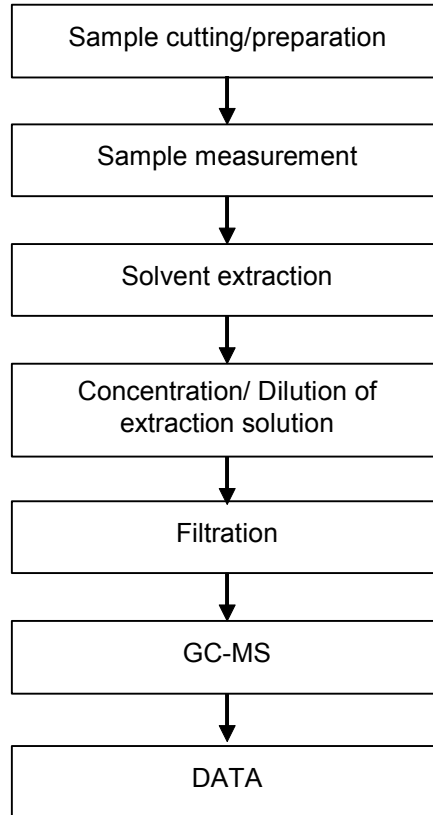 Sample cutting/preparation
Sample measurement
Solvent extraction
Concentration/ Dilution of
extraction solution
Filtration
GC-MS
DATA